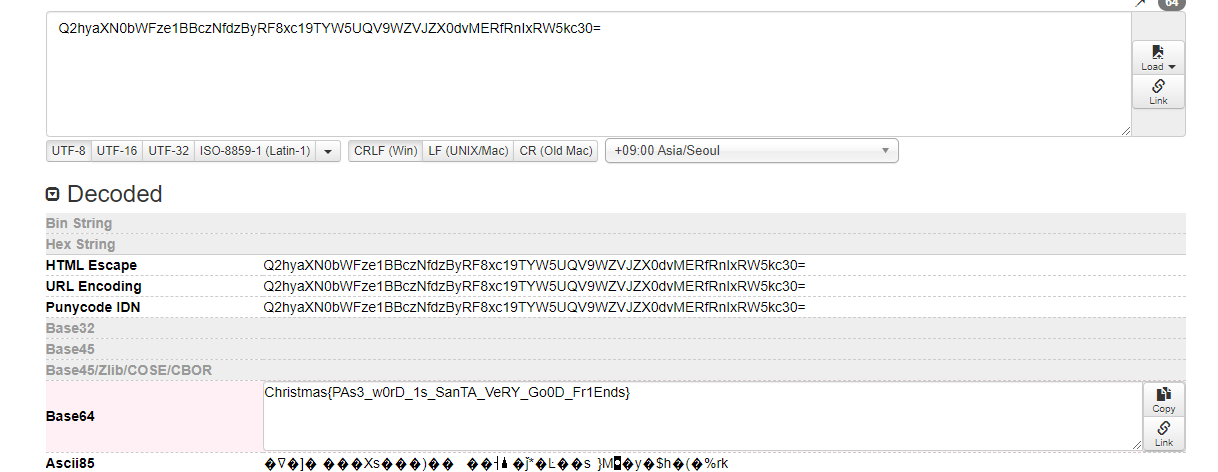 64
Q2hyaXN0bWFze1BBczNfdzByRF8xc19TYW5UQV9WZVJZX0dvMERfRnIxRW5kc30=
Load
Link
UTF-8 UTF-16 UTF-32 ISO-8859-1 (Latin-1) CRLF (Win) LF (UNIX/Mac) CR (Old Mac) +09:00 Asia/Seoul
Decoded
Bin String
Hex String
HTML Escape Q2hyaXN0bWFze1BBczNfdzByRF8xc19TYW5UQV9WZVJZX0dvMERfRnIxRW5kc30=
URL Encoding Q2hyaXN0bWFze1BBczNfdzByRF8xc19TYW5UQV9WZVJZX0dvMERfRnIxRW5kc30=
Punycode IDN Q2hyaXN0bWFze1BBczNfdzByRF8xc19TYW5UQV9WZVJZX0dvMERfRnIxRW5kc30=
Base32
Base45
Base45/Zlib/COSE/CBOR
Base64 Christmas{PAs3_w0rD_1s_SanTA_VeRY_Go0D_Fr1Ends}
Copy
Link
Ascii85